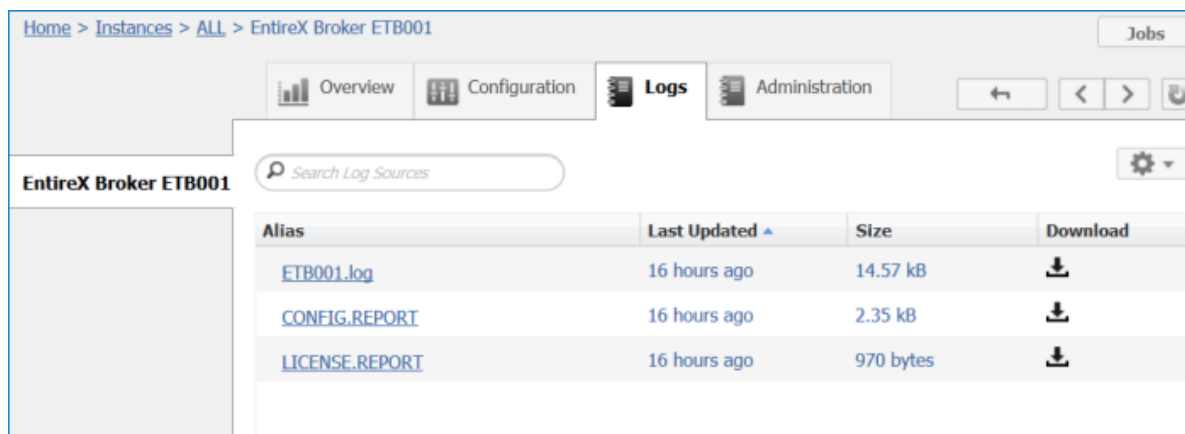 Home > Instances > ALL > EntireX Broker ETB001
Jobs
Overview Configuration Logs Administration
EntireX Broker ETB001
Search Log Sources
Alias Last Updated Size Download
ETB001.log 16 hours ago 14.57 kB
CONFIG.REPORT 16 hours ago 2.35 kB
LICENSE.REPORT 16 hours ago 970 bytes